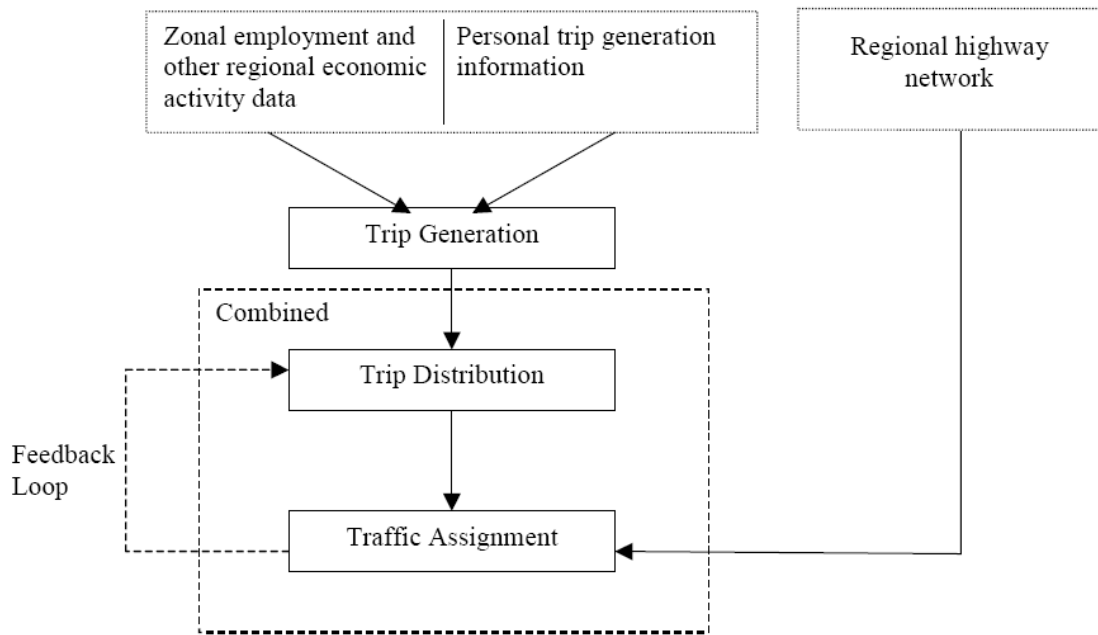 Zonal employment and
other regional economic
activity data
Personal trip generation
information
Regional highway
network
Trip Generation
Combined
Trip Distribution
Feedback
Loop
Traffic Assignment